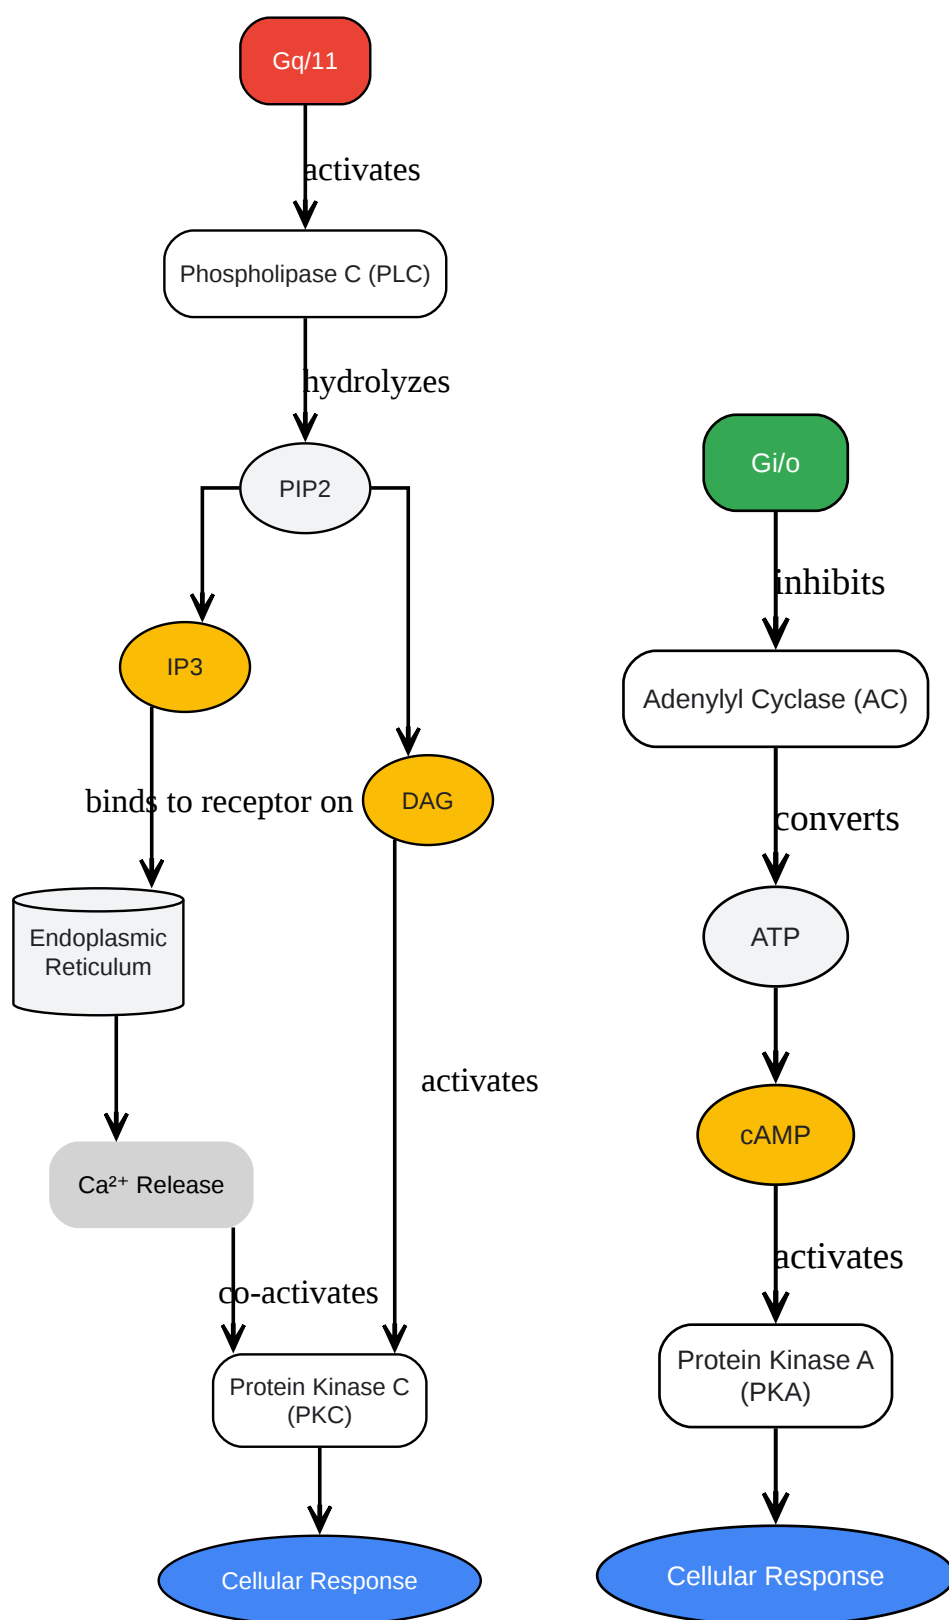 Gq/11
activates
Phospholipase C (PLC)
hydrolyzes
PIP2
IP3
binds to receptor on
DAG
Endoplasmic
Reticulum
activates
Ca²⁺ Release
co-activates
Protein Kinase C
(PKC)
Cellular Response
Gi/o
inhibits
Adenylyl Cyclase (AC)
converts
ATP
cAMP
activates
Protein Kinase A
(PKA)
Cellular Response